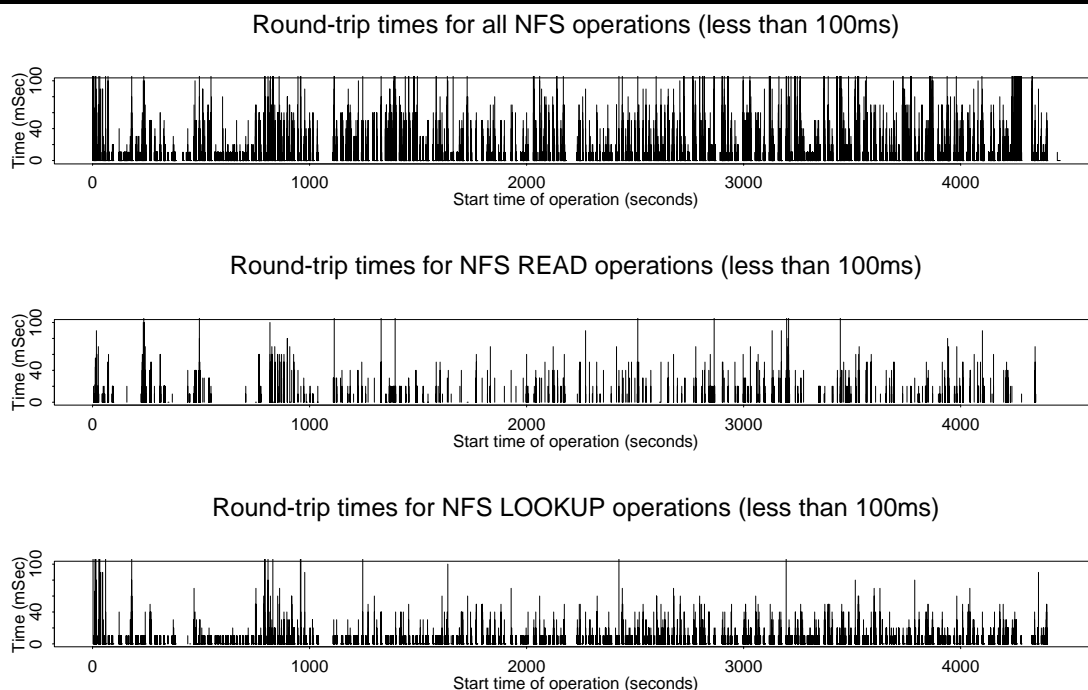 Round-trip times for all NFS operations (less than 100ms)
Time (mSec)
0 40 100
0 1000 2000 3000 4000
Start time of operation (seconds)
Round-trip times for NFS READ operations (less than 100ms)
Time (mSec)
0 40 100
0 1000 2000 3000 4000
Start time of operation (seconds)
Round-trip times for NFS LOOKUP operations (less than 100ms)
Time (mSec)
0 40 100
0 1000 2000 3000 4000
Start time of operation (seconds)